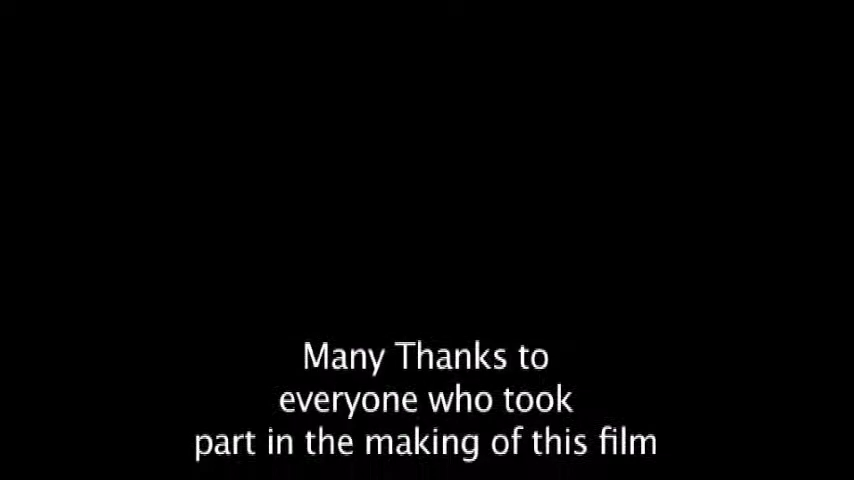 Many Thanks to
everyone who took
part in the making of this film